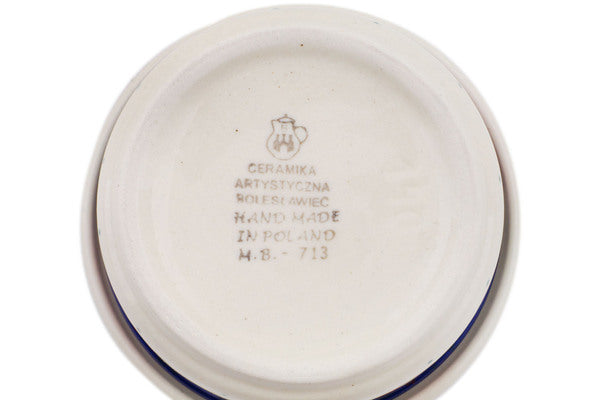 CERAMIKA
ARTYSTYCZNA
BOLESŁAWIEC
HAND MADE
IN POLAND
M.B. - 713